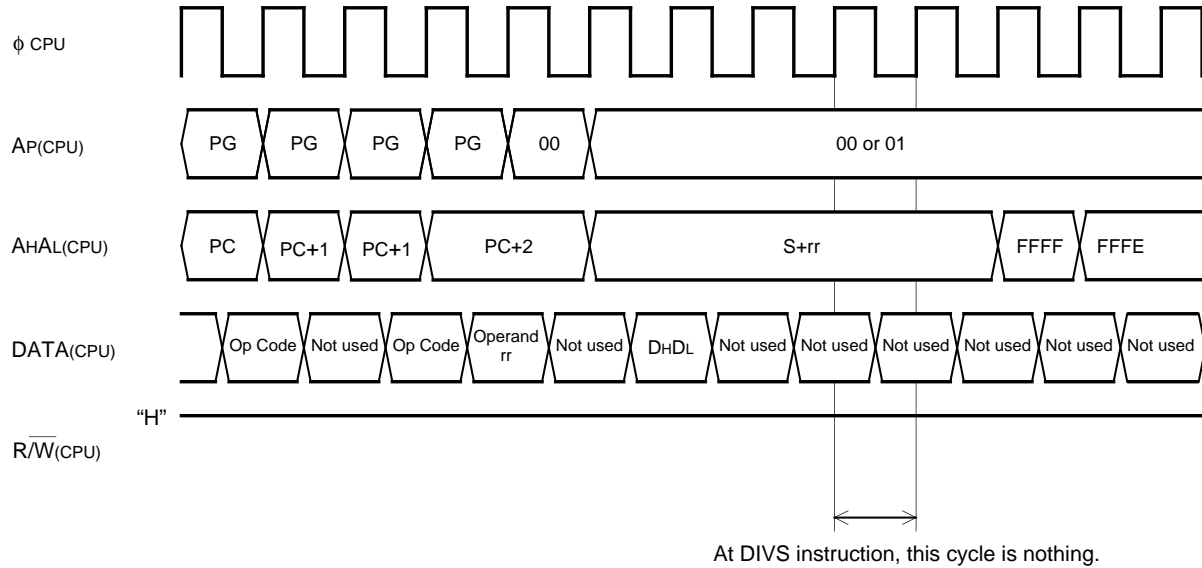 ϕ CPU
AP(CPU) PG PG PG PG 00 00 or 01
AHAL(CPU) PC PC+1 PC+1 PC+2 S+rr FFFF FFFE
DATA(CPU) Op Code Not used Op Code Operand rr Not used DHDL Not used Not used Not used Not used Not used Not used
“H”
R/W(CPU)
At DIVS instruction, this cycle is nothing.